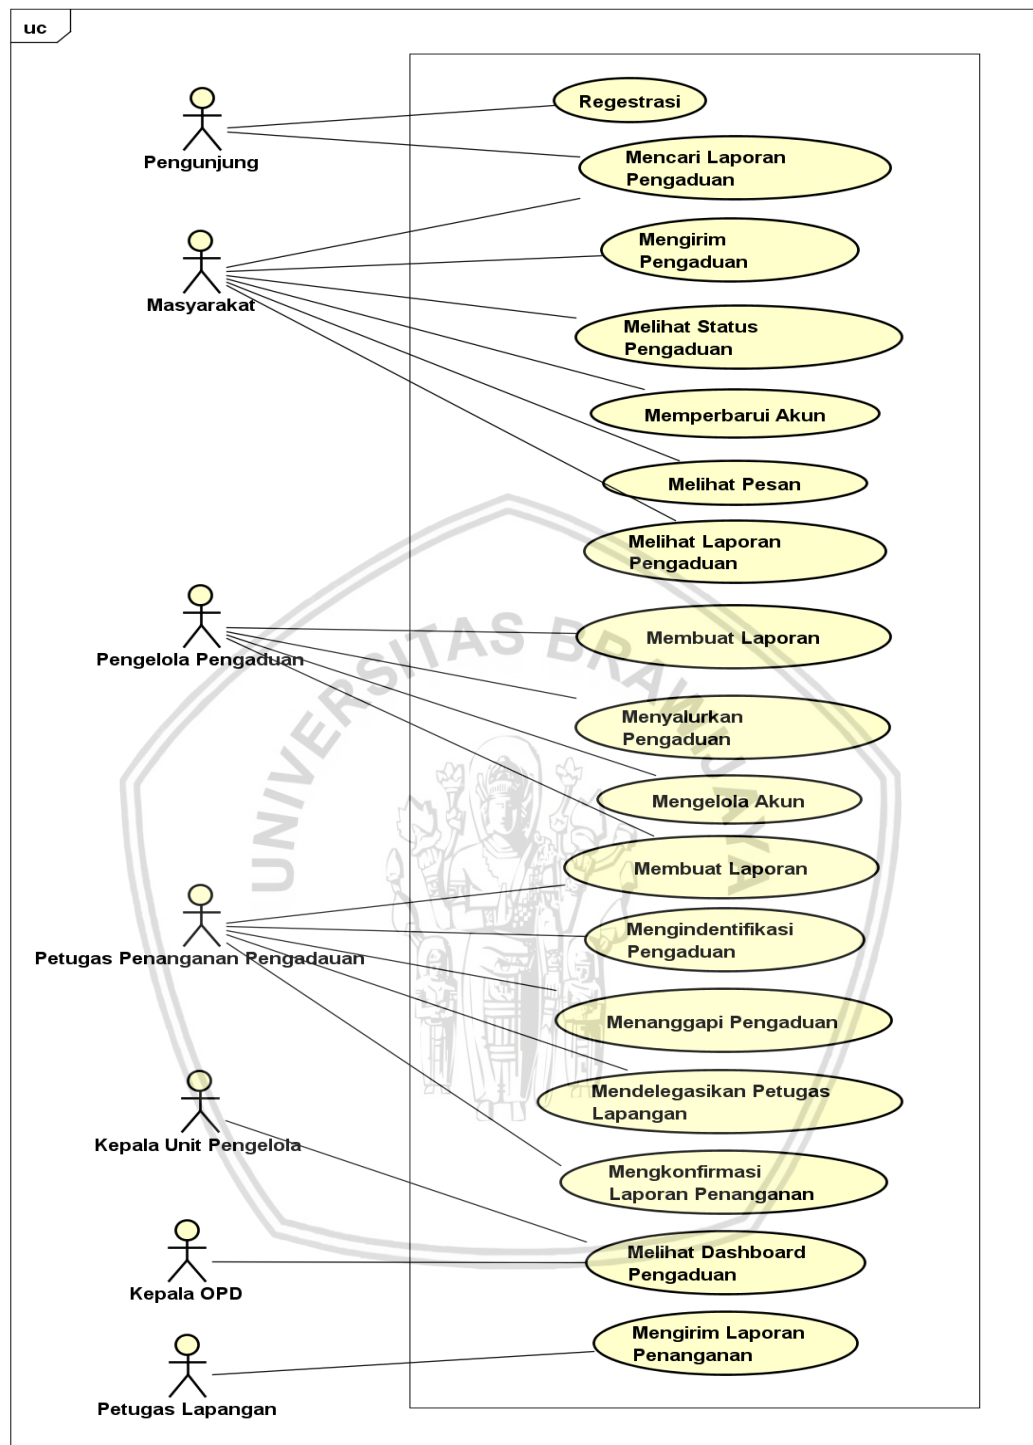 uc
Regestrasi
Pengunjung
Mencari Laporan
Pengaduan
Mengirim
Pengaduan
Masyarakat
Melihat Status
Pengaduan
Memperbarui Akun
Melihat Pesan
Melihat Laporan
Pengaduan
Membuat Laporan
Pengelola Pengaduan
Menyalurkan
Pengaduan
Mengelola Akun
Membuat Laporan
Mengindentifikasi
Pengaduan
Petugas Penanganan Pengadauan
Menanggapi Pengaduan
Mendelegasikan Petugas
Lapangan
Kepala Unit Pengelola
Mengkonfirmasi
Laporan Penanganan
Melihat Dashboard
Pengaduan
Kepala OPD
Mengirim Laporan
Penanganan
Petugas Lapangan
UNIVERSITAS BRAWIJAYA